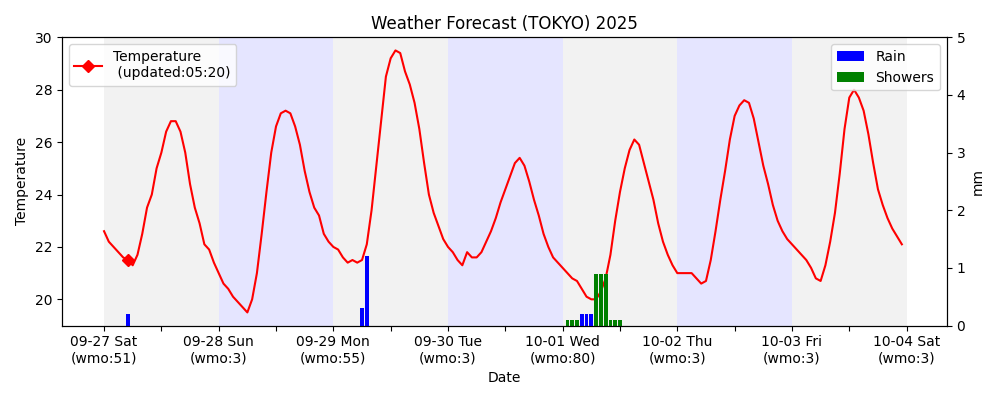 Weather Forecast (TOKYO) 2025
Temperature
(updated:05:20)
Rain
Showers
30
28
26
24
22
20
Temperature
5
4
3
2
1
0
mm
09-27 Sat 09-28 Sun 09-29 Mon 09-30 Tue 10-01 Wed 10-02 Thu 10-03 Fri 10-04 Sat
(wmo:51) (wmo:3) (wmo:55) (wmo:3) (wmo:80) (wmo:3) (wmo:3) (wmo:3)
Date